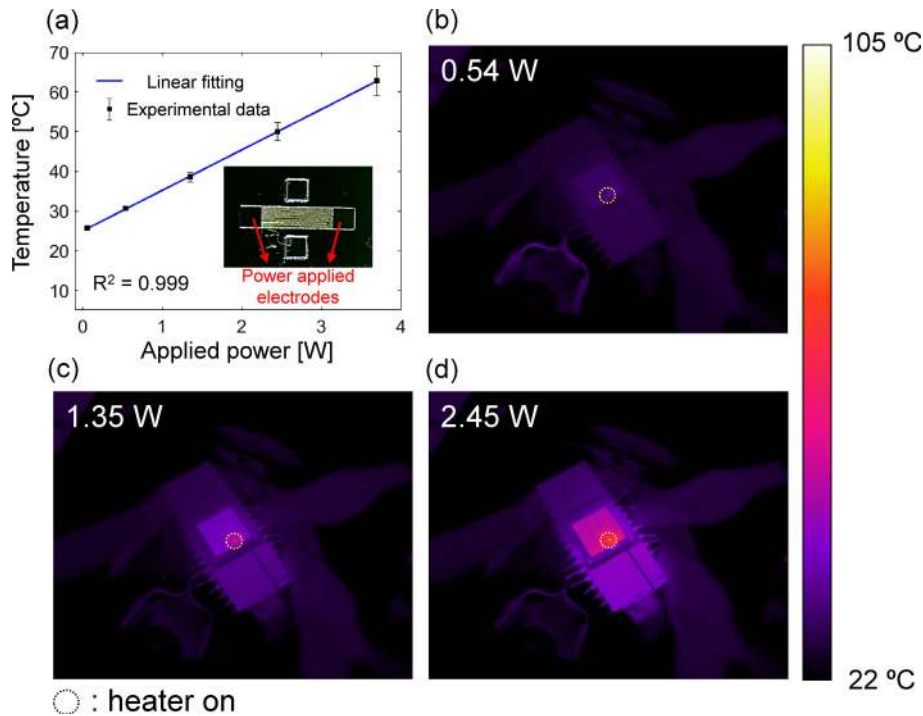 (a)
70
60
50
40
30
20
10
Temperature [ºC]
Linear fitting
Experimental data
R² = 0.999
Power applied
electrodes
0
1
2
3
4
Applied power [W]
(b)
0.54 W
105 ºC
22 ºC
(c)
1.35 W
(d)
2.45 W
: heater on